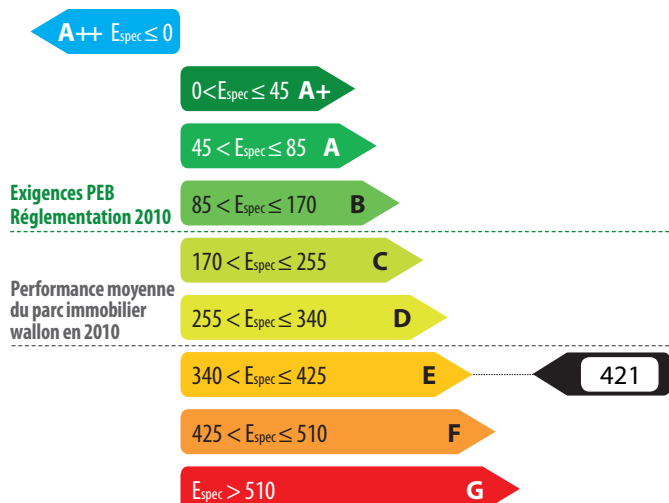 A++ Espec ≤ 0
0<Espec ≤ 45 A+
45 < Espec ≤ 85 A
Exigences PEB
Réglementation 2010
85 < Espec ≤ 170 B
170 < Espec ≤ 255 C
Performance moyenne
du parc immobilier
wallon en 2010
255 < Espec ≤ 340 D
340 < Espec ≤ 425 E
421
425 < Espec ≤ 510 F
Espec > 510 G